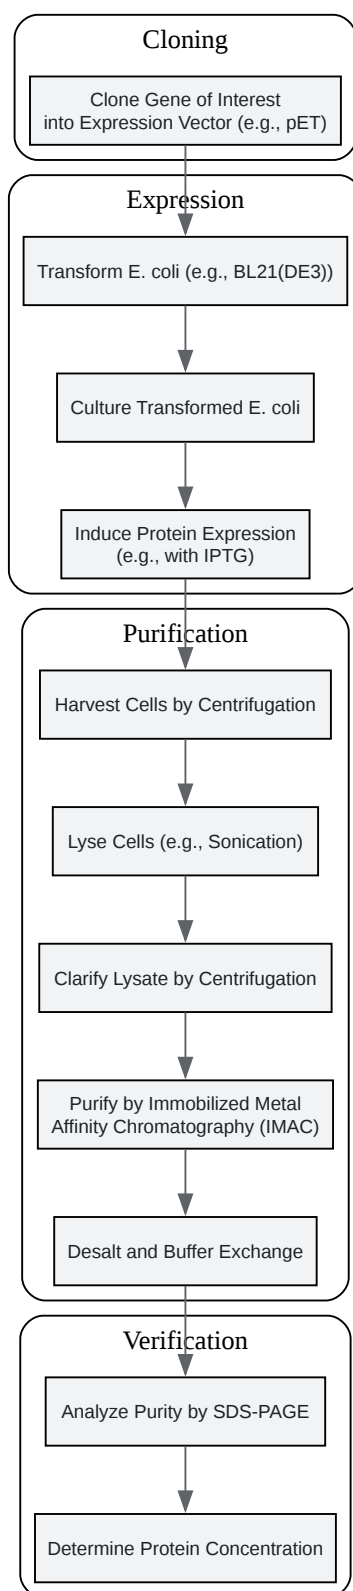 Cloning
Clone Gene of Interest
into Expression Vector (e.g., pET)
Expression
Transform E. coli (e.g., BL21(DE3))
Culture Transformed E. coli
Induce Protein Expression
(e.g., with IPTG)
Purification
Harvest Cells by Centrifugation
Lyse Cells (e.g., Sonication)
Clarify Lysate by Centrifugation
Purify by Immobilized Metal
Affinity Chromatography (IMAC)
Desalt and Buffer Exchange
Verification
Analyze Purity by SDS-PAGE
Determine Protein Concentration